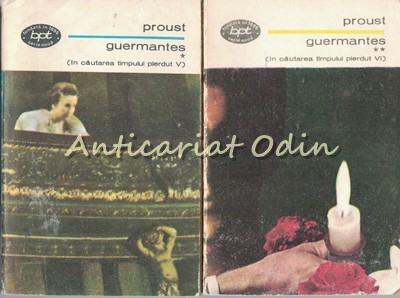 proust
guermantes
*
(în căutarea timpului pierdut V)
bpt
proust
guermantes
**
(în căutarea timpului pierdut VI)
bpt
Anticariat Odin